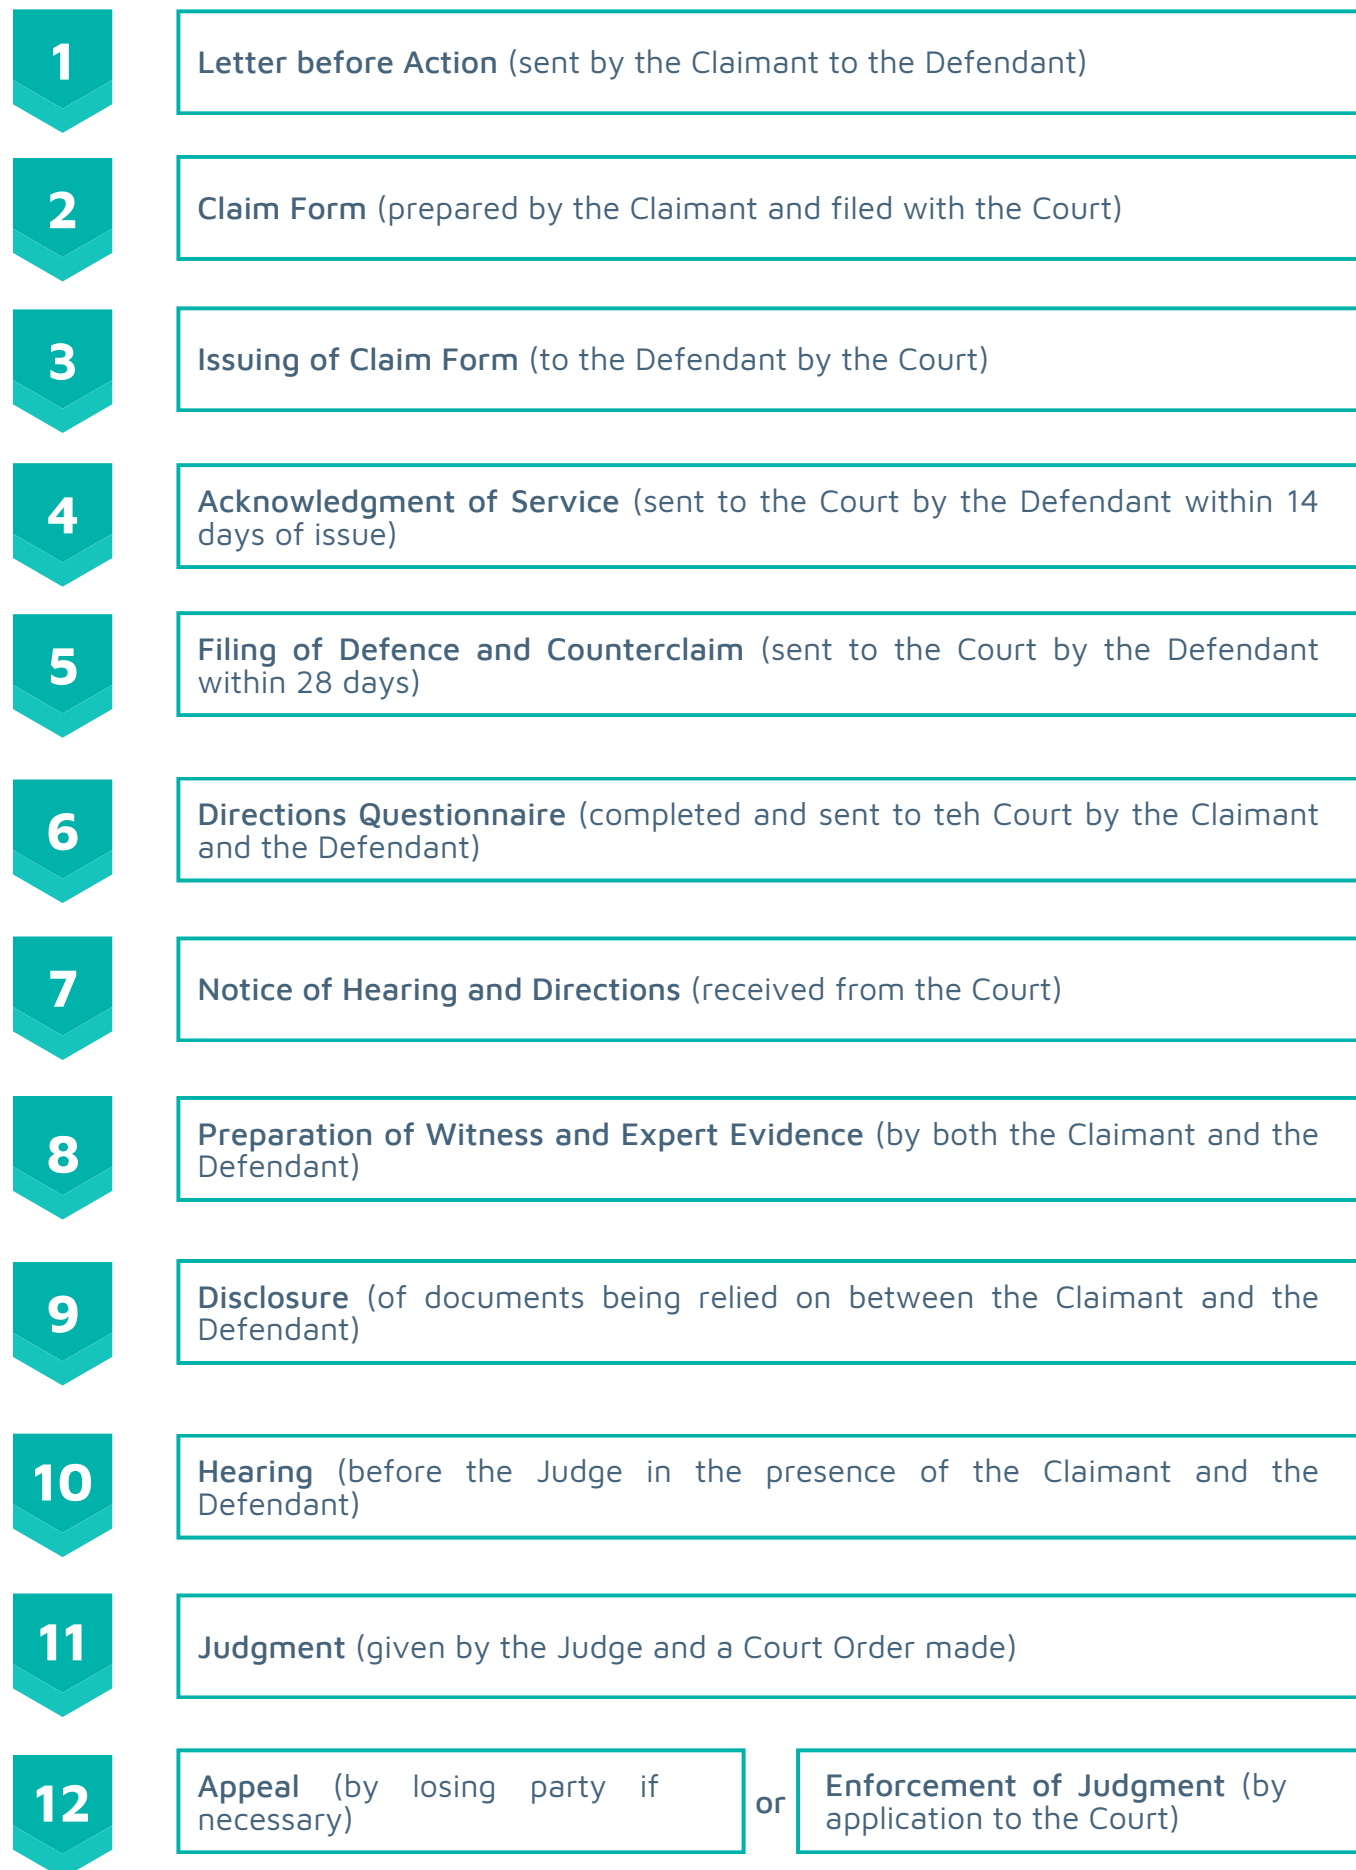 1
Letter before Action (sent by the Claimant to the Defendant)
2
Claim Form (prepared by the Claimant and filed with the Court)
3
Issuing of Claim Form (to the Defendant by the Court)
4
Acknowledgment of Service (sent to the Court by the Defendant within 14
days of issue)
5
Filing of Defence and Counterclaim (sent to the Court by the Defendant
within 28 days)
6
Directions Questionnaire (completed and sent to teh Court by the Claimant
and the Defendant)
7
Notice of Hearing and Directions (received from the Court)
8
Preparation of Witness and Expert Evidence (by both the Claimant and the
Defendant)
9
Disclosure (of documents being relied on between the Claimant and the
Defendant)
10
Hearing (before the Judge in the presence of the Claimant and the
Defendant)
11
Judgment (given by the Judge and a Court Order made)
12
Appeal (by losing party if
necessary)
or
Enforcement of Judgment (by
application to the Court)